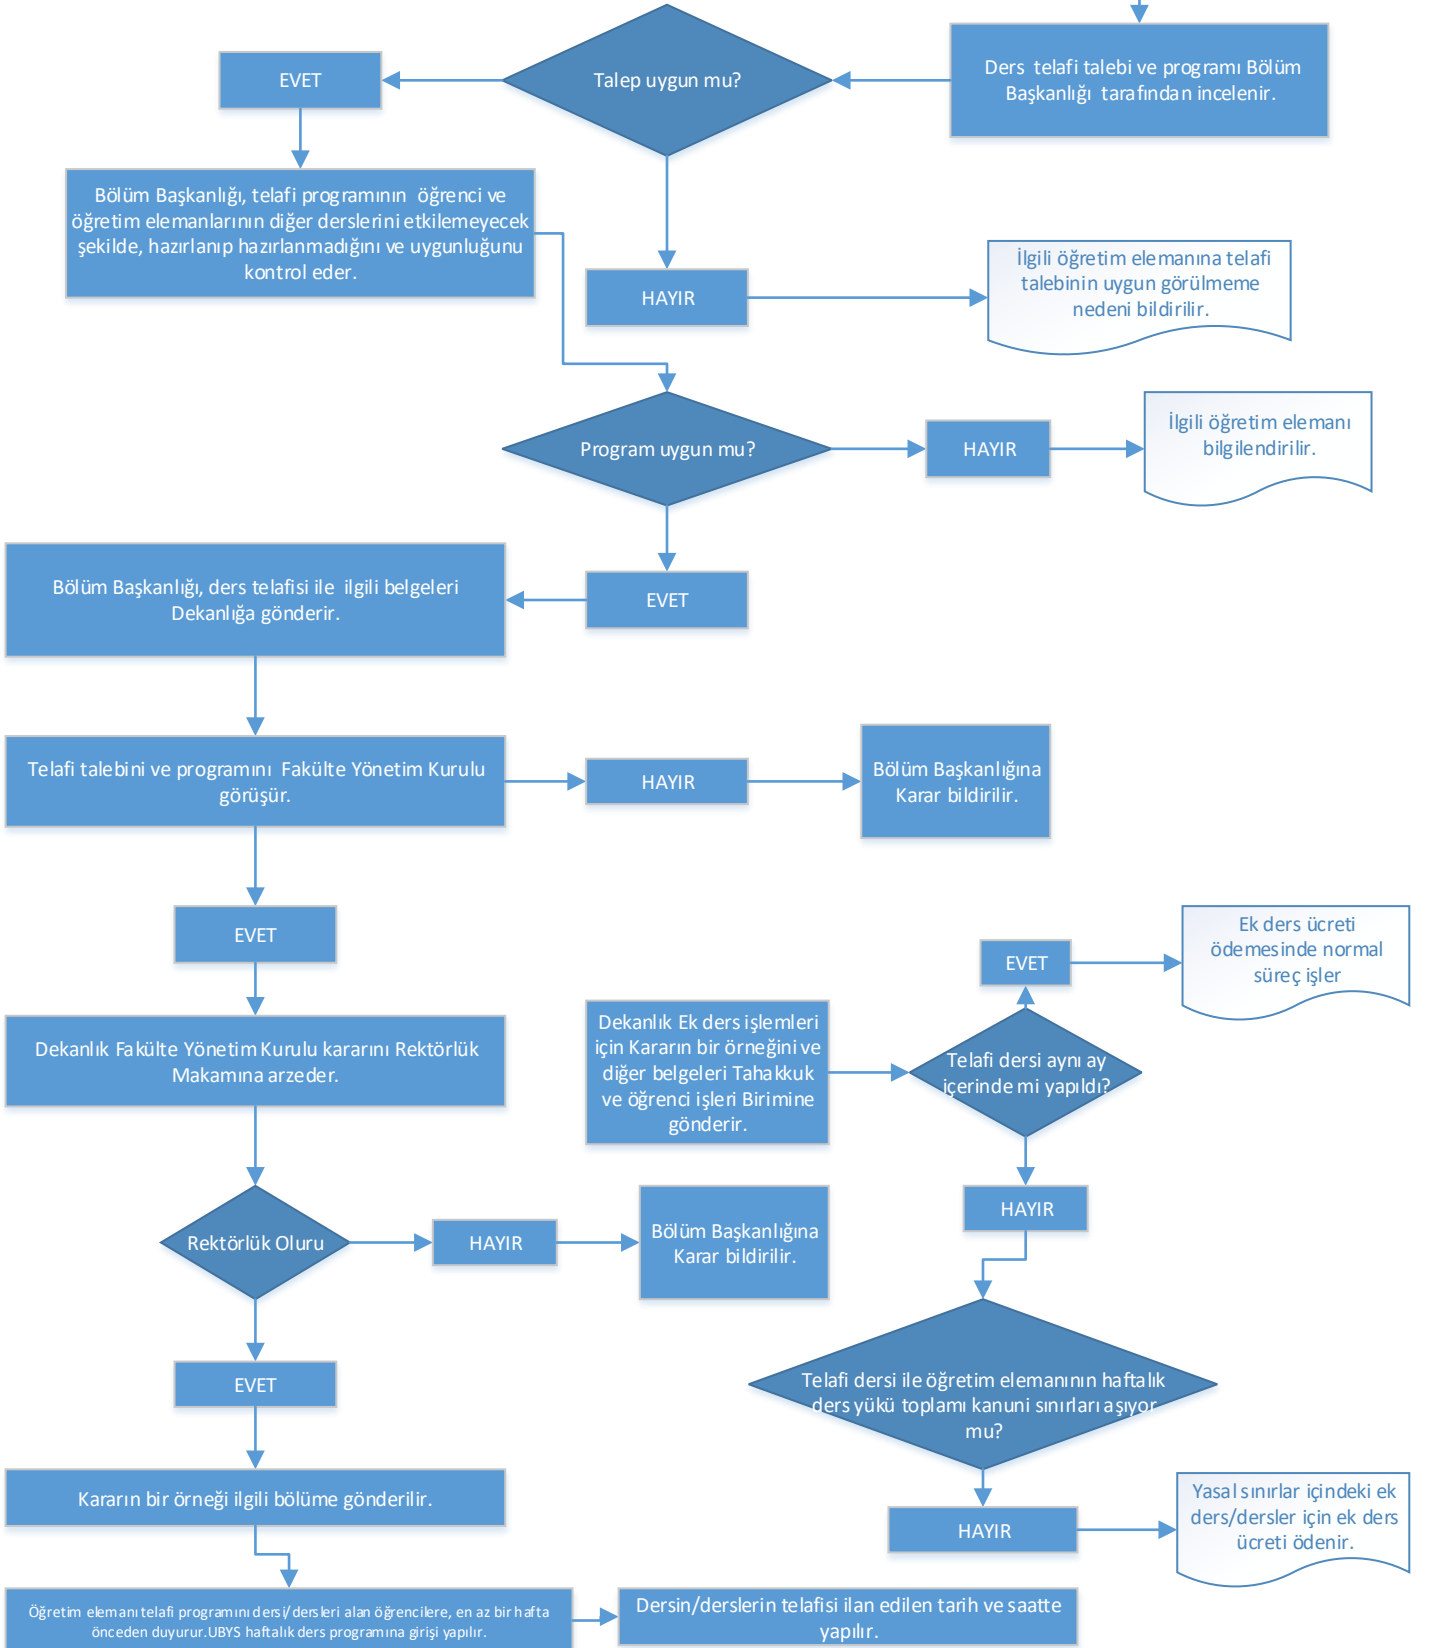 Ders telafi talebi ve programı Bölüm
Başkanlığı tarafından incelenir.
Talep uygun mu?
EVET
Bölüm Başkanlığı, telafi programının öğrenci ve
öğretim elemanlarının diğer derslerini etkilemeyecek
şekilde, hazırlanıp hazırlanmadığını ve uygunluğunu
kontrol eder.
HAYIR
İlgili öğretim elemanına telafi
talebinin uygun görülmeme
nedeni bildirilir.
Program uygun mu?
HAYIR
İlgili öğretim elemanı
bilgilendirilir.
EVET
Bölüm Başkanlığı, ders telafisi ile ilgili belgeleri
Dekanlığa gönderir.
Telafi talebini ve programını Fakülte Yönetim Kurulu
görüşür.
HAYIR
Bölüm Başkanlığına
Karar bildirilir.
EVET
Dekanlık Fakülte Yönetim Kurulu kararını Rektörlük
Makamına arzeder.
Rektörlük Oluru
HAYIR
Bölüm Başkanlığına
Karar bildirilir.
EVET
Kararın bir örneği ilgili bölüme gönderilir.
Öğretim elemanı telafi programını dersi/dersleri alan öğrencilere, en az bir hafta
önceden duyurur.UBYS haftalık ders programına girişi yapılır.
Dersin/derslerin telafisi ilan edilen tarih ve saatte
yapılır.
Dekanlık Ek ders işlemleri
için Kararın bir örneğini ve
diğer belgeleri Tahakkuk
ve öğrenci işleri Birimine
gönderir.
Telafi dersi aynı ay
içerinde mi yapıldı?
EVET
Ek ders ücreti
ödemesinde normal
süreç işler
HAYIR
Telafi dersi ile öğretim elemanının haftalık
ders yükü toplamı kanuni sınırları aşıyor
mu?
HAYIR
Yasal sınırlar içindeki ek
ders/dersler için ek ders
ücreti ödenir.